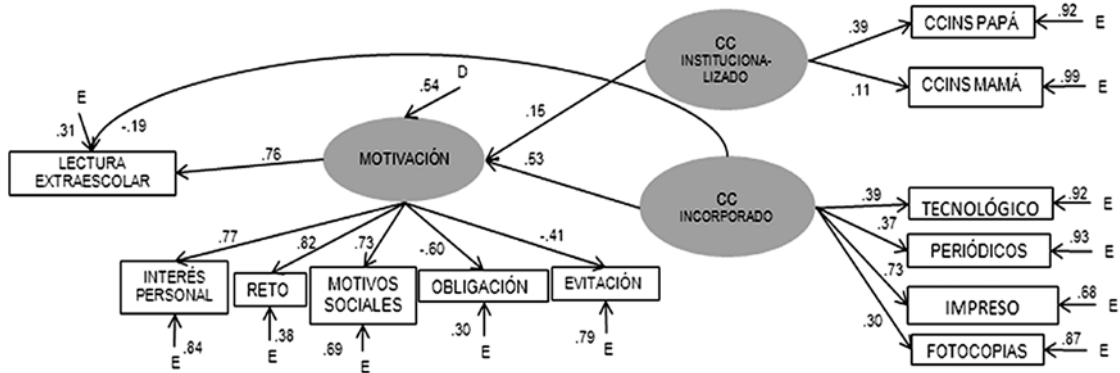 CC
INSTITUCIONA-
LIZADO
.39
.11
CCINS PAPÁ
.92
E
CCINS MAMÁ
.99
E
D
.54
.15
.53
E
.31
-.19
LECTURA
EXTRAESCOLAR
.76
MOTIVACIÓN
CC
INCORPORADO
.39
.37
.73
.30
TECNOLÓGICO
.92
E
PERIÓDICOS
.93
E
IMPRESO
.68
E
FOTOCOPIAS
.87
E
.77
.82
.73
-.60
-.41
INTERÉS
PERSONAL
RETO
MOTIVOS
SOCIALES
OBLIGACIÓN
EVITACIÓN
E
.84
E
.38
.69
E
.30
E
.79
E